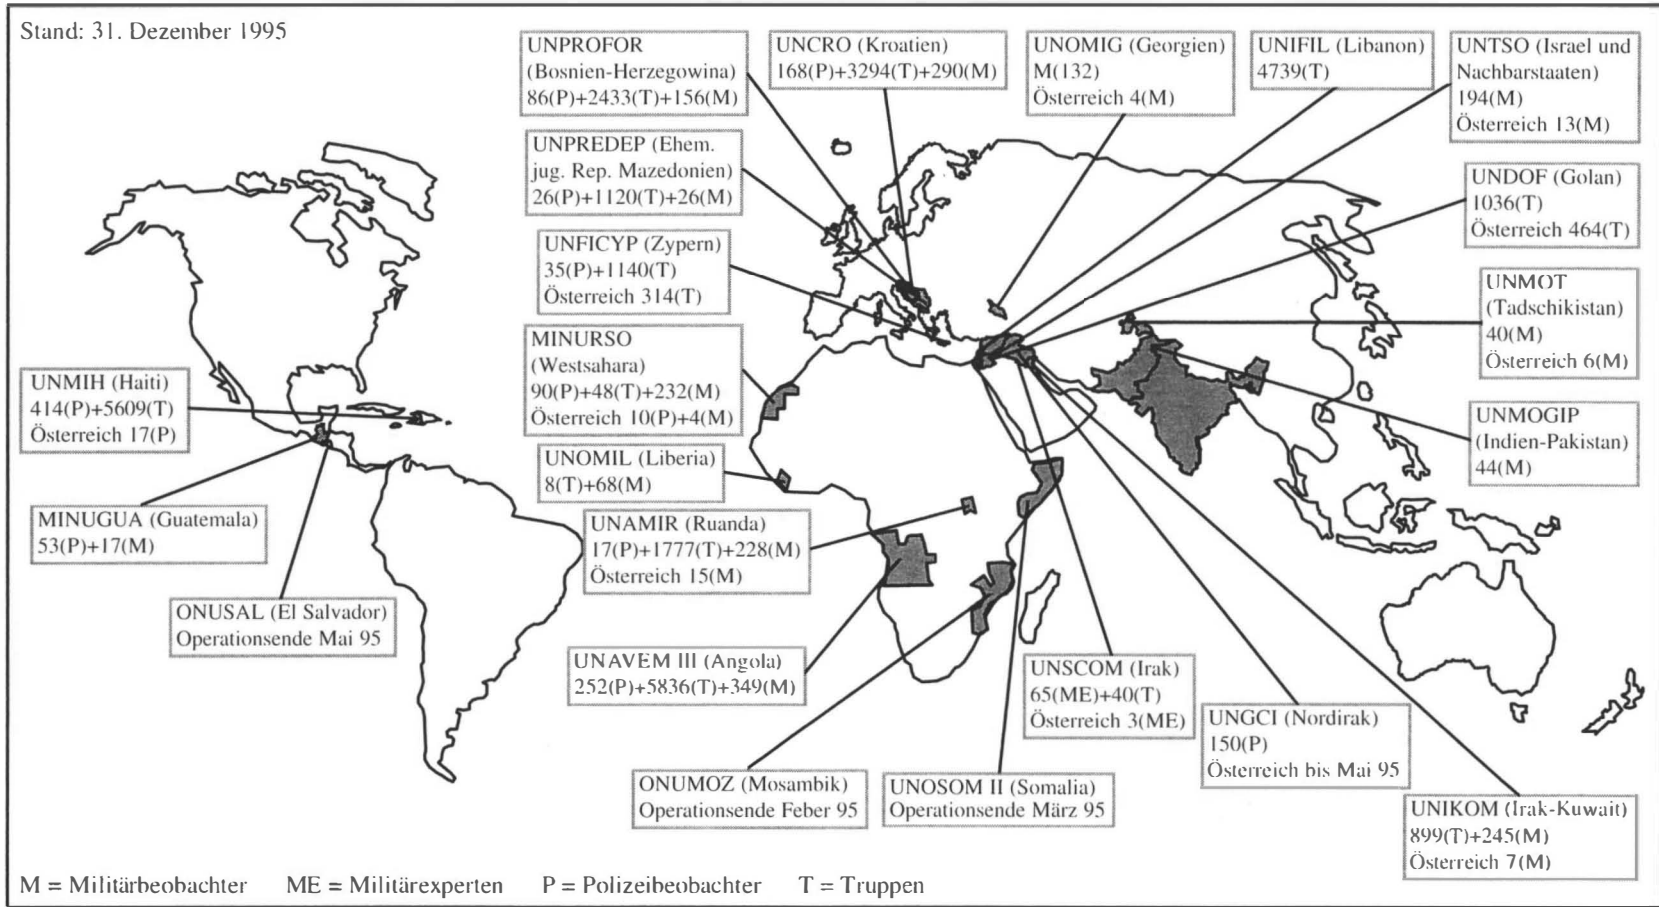 Stand: 31. Dezember 1995
UNPROFOR
(Bosnien-Herzegowina)
86(P)+2433(T)+156(M)
UNCRO (Kroatien)
168(P)+3294(T)+290(M)
UNOMIG (Georgien)
M(132)
Österreich 4(M)
UNIFIL (Libanon)
4739(T)
UNTSO (Israel und
Nachbarstaaten)
194(M)
Österreich 13(M)
UNPREDEP (Ehem.
jug. Rep. Mazedonien)
26(P)+1120(T)+26(M)
UNDOF (Golan)
1036(T)
Österreich 464(T)
UNFICYP (Zypern)
35(P)+1140(T)
Österreich 314(T)
UNMOT
(Tadschikistan)
40(M)
Österreich 6(M)
MINURSO
(Westsahara)
90(P)+48(T)+232(M)
Österreich 10(P)+4(M)
UNMIH (Haiti)
414(P)+5609(T)
Österreich 17(P)
UNMOGIP
(Indien-Pakistan)
44(M)
UNOMIL (Liberia)
8(T)+68(M)
MINUGUA (Guatemala)
53(P)+17(M)
UNAMIR (Ruanda)
17(P)+1777(T)+228(M)
Österreich 15(M)
ONUSAL (El Salvador)
Operationsende Mai 95
UNAVEM III (Angola)
252(P)+5836(T)+349(M)
UNSCOM (Irak)
65(ME)+40(T)
Österreich 3(ME)
UNGCI (Nordirak)
150(P)
Österreich bis Mai 95
ONUMOZ (Mosambik)
Operationsende Feber 95
UNOSOM II (Somalia)
Operationsende März 95
UNIKOM (Irak-Kuwait)
899(T)+245(M)
Österreich 7(M)
M = Militärbeobachter ME = Militärexperten P = Polizeibeobachter T = Truppen